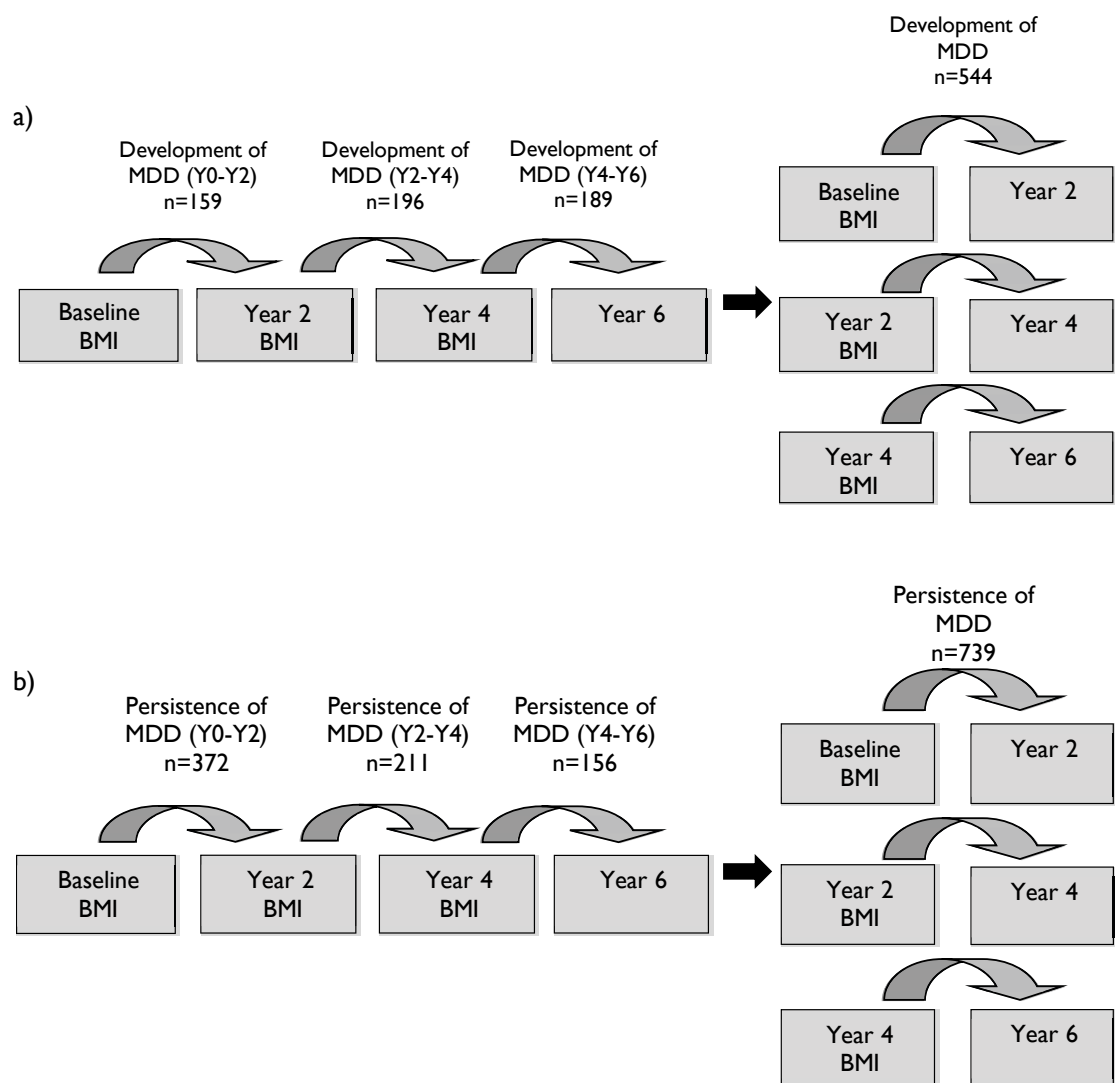 a)
Development of
MDD (Y0-Y2)
n=159
Development of
MDD (Y2-Y4)
n=196
Development of
MDD (Y4-Y6)
n=189
Baseline
BMI
Year 2
BMI
Year 4
BMI
Year 6
Development of
MDD
n=544
Baseline
BMI
Year 2
Year 2
BMI
Year 4
Year 4
BMI
Year 6
b)
Persistence of
MDD (Y0-Y2)
n=372
Persistence of
MDD (Y2-Y4)
n=211
Persistence of
MDD (Y4-Y6)
n=156
Baseline
BMI
Year 2
BMI
Year 4
BMI
Year 6
Persistence of
MDD
n=739
Baseline
BMI
Year 2
Year 2
BMI
Year 4
Year 4
BMI
Year 6